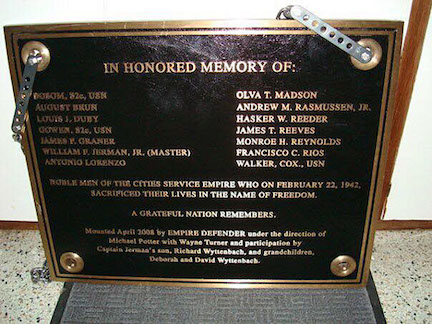 IN HONORED MEMORY OF:
BOSOM, S2c, USN
AUGUST BRUN
LOUIS J. DUBY
GOWEN, S2c, USN
JAMES F. GRANER
WILLIAM F. JERMAN, JR. (MASTER)
ANTONIO LORENZO
OLVA T. MADSON
ANDREW M. RASMUSSEN, JR.
HASKER W. REEDER
JAMES T. REEVES
MONROE H. REYNOLDS
FRANCISCO C. RIOS
WALKER, COX., USN
NOBLE MEN OF THE CITIES SERVICE EMPIRE WHO ON FEBRUARY 22, 1942,
SACRIFICED THEIR LIVES IN THE NAME OF FREEDOM.
A GRATEFUL NATION REMEMBERS.
Mounted April 2008 by EMPIRE DEFENDER under the direction of
Michael Potter with Wayne Turner and participation by
Captain Jerman's son, Richard Wyttenbach, and grandchildren,
Deborah and David Wyttenbach.